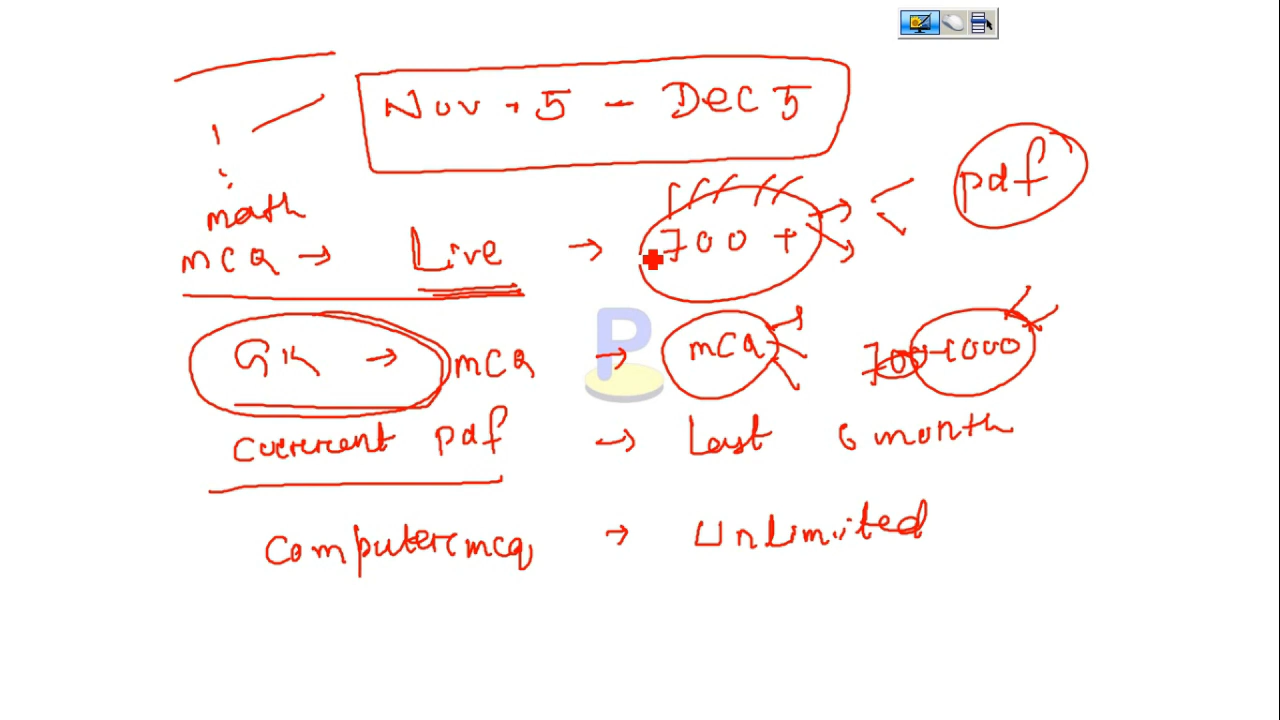 Nov. 5 - Dec 5
pdf
math
mCQ → Live → 700 +
GK → mCQ → mCQ 700-1000
Current pdf → Last 6 month
Computer mcq → Unlimited
P